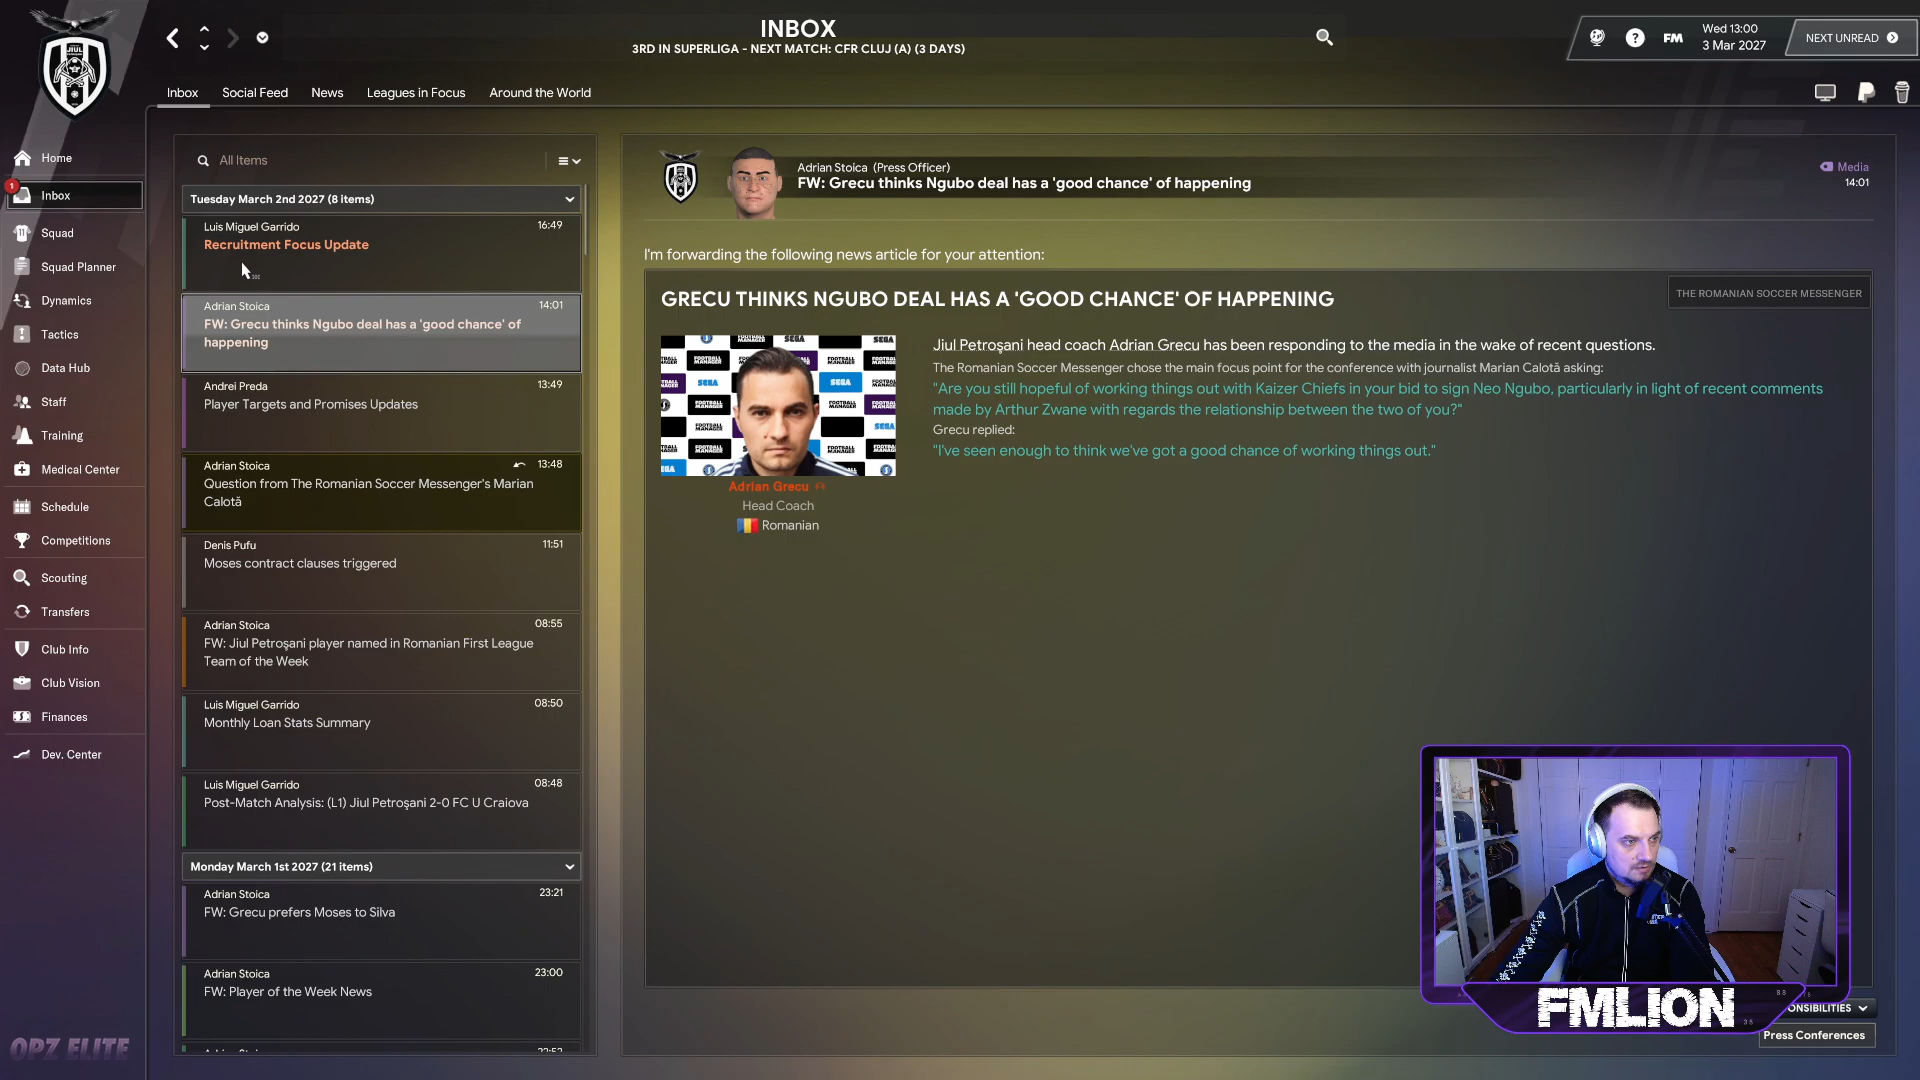 INBOX
3RD IN SUPERLIGA - NEXT MATCH: CFR CLUJ (A) (3 DAYS)
FM
Wed 13:00
3 Mar 2027
NEXT UNREAD
Inbox
Social Feed
News
Leagues in Focus
Around the World
Home
1
Inbox
Squad
Squad Planner
Dynamics
Tactics
Data Hub
Staff
Training
Medical Center
Schedule
Competitions
Scouting
Transfers
Club Info
Club Vision
Finances
Dev. Center
OPZ ELITE
All Items
Tuesday March 2nd 2027 (8 items)
Luis Miguel Garrido
16:49
Recruitment Focus Update
Adrian Stoica
14:01
FW: Grecu thinks Ngubo deal has a 'good chance' of
happening
Andrei Preda
13:49
Player Targets and Promises Updates
Adrian Stoica
13:48
Question from The Romanian Soccer Messenger's Marian
Calotă
Denis Pufu
11:51
Moses contract clauses triggered
Adrian Stoica
08:55
FW: Jiul Petroşani player named in Romanian First League
Team of the Week
Luis Miguel Garrido
08:50
Monthly Loan Stats Summary
Luis Miguel Garrido
08:48
Post-Match Analysis: (L1) Jiul Petroşani 2-0 FC U Craiova
Monday March 1st 2027 (21 items)
Adrian Stoica
23:21
FW: Grecu prefers Moses to Silva
Adrian Stoica
23:00
FW: Player of the Week News
Adrian Stoica (Press Officer)
FW: Grecu thinks Ngubo deal has a 'good chance' of happening
Media
14:01
I'm forwarding the following news article for your attention:
GRECU THINKS NGUBO DEAL HAS A 'GOOD CHANCE' OF HAPPENING
THE ROMANIAN SOCCER MESSENGER
Jiul Petroşani head coach Adrian Grecu has been responding to the media in the wake of recent questions.
The Romanian Soccer Messenger chose the main focus point for the conference with journalist Marian Calotă asking:
"Are you still hopeful of working things out with Kaizer Chiefs in your bid to sign Neo Ngubo, particularly in light of recent comments
made by Arthur Zwane with regards the relationship between the two of you?"
Grecu replied:
"I've seen enough to think we've got a good chance of working things out."
Adrian Grecu
Head Coach
Romanian
FMLION
ONSIBILITIES
Press Conferences